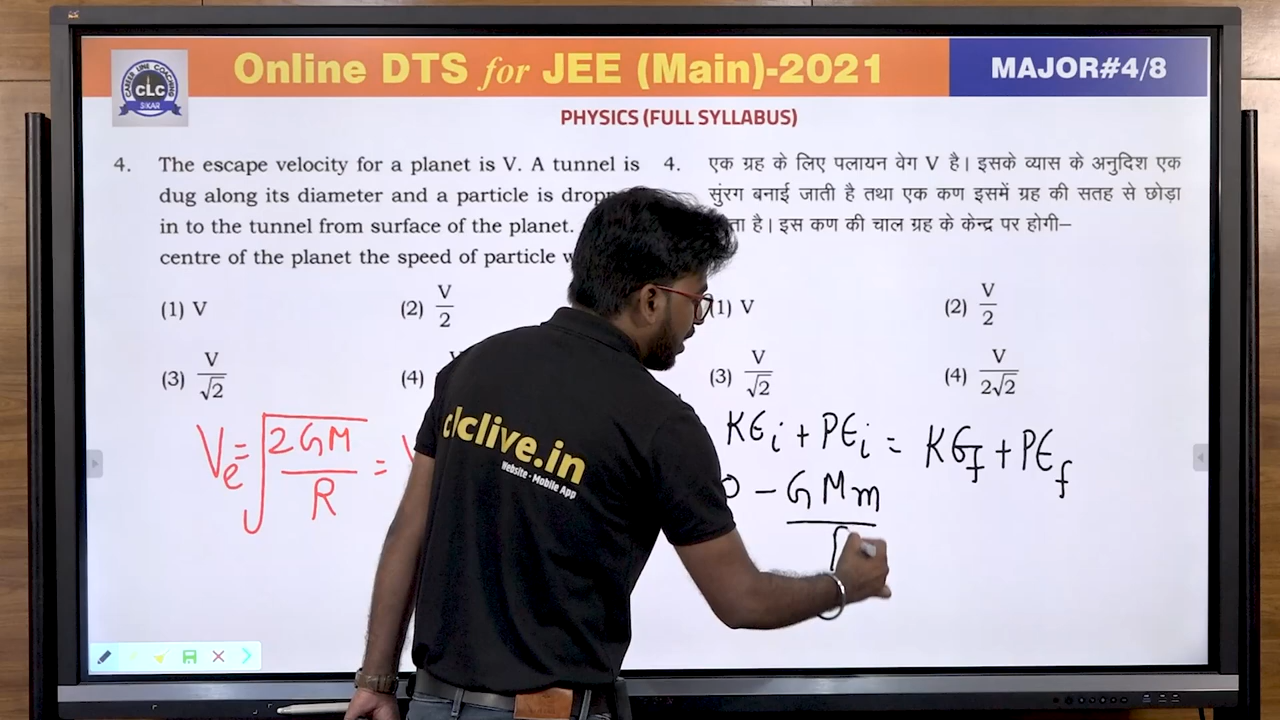 Online DTS for JEE (Main)-2021
MAJOR#4/8
CAREER LINE COACHING
CLC
SIKAR
PHYSICS (FULL SYLLABUS)
4. The escape velocity for a planet is V. A tunnel is
dug along its diameter and a particle is
in to the tunnel from surface of the planet.
centre of the planet the speed of particle
(1) V
(2) V/2
(3) V/√2
(4)
4. एक ग्रह के लिए पलायन वेग V है। इसके व्यास के अनुदिश एक
सुंरग बनाई जाती है तथा एक कण इसमें ग्रह की सतह से छोड़ा
है। इस कण की चाल ग्रह के केन्द्र पर होगी–
(1) V
(2) V/2
(3) V/√2
(4) V/2√2
Ve = √2GM/R =
KEi + PEi = KEf + PEf
0 - GMm
clclive.in
Website - Mobile App